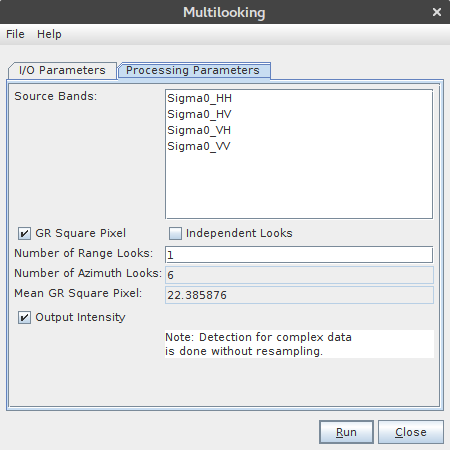 Multilooking
File Help
I/O Parameters Processing Parameters
Source Bands:
Sigma0_HH
Sigma0_HV
Sigma0_VH
Sigma0_VV
GR Square Pixel Independent Looks
Number of Range Looks: 1
Number of Azimuth Looks: 6
Mean GR Square Pixel: 22.385876
Output Intensity
Note: Detection for complex data
is done without resampling.
Run Close